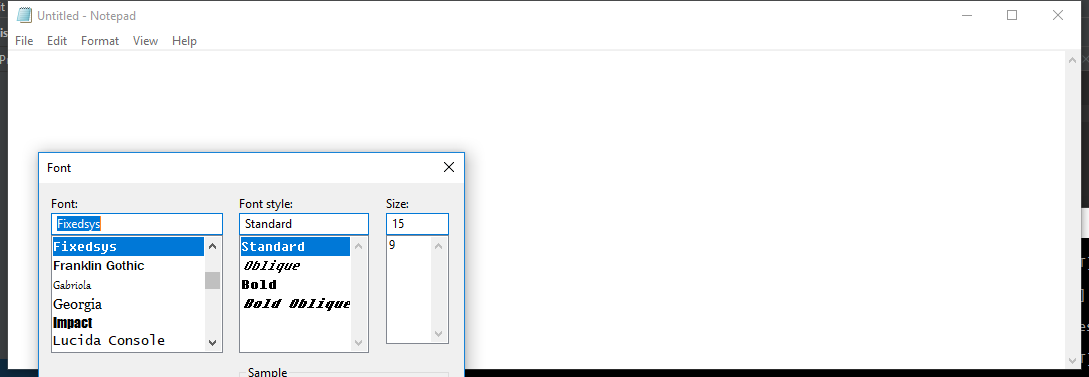 Untitled - Notepad
File Edit Format View Help
Font
Font: Font style: Size:
Fixedsys Standard 15
Fixedsys Standard 9
Franklin Gothic Oblique
Gabriola Bold
Georgia Bold Oblique
Impact
Lucida Console
Sample